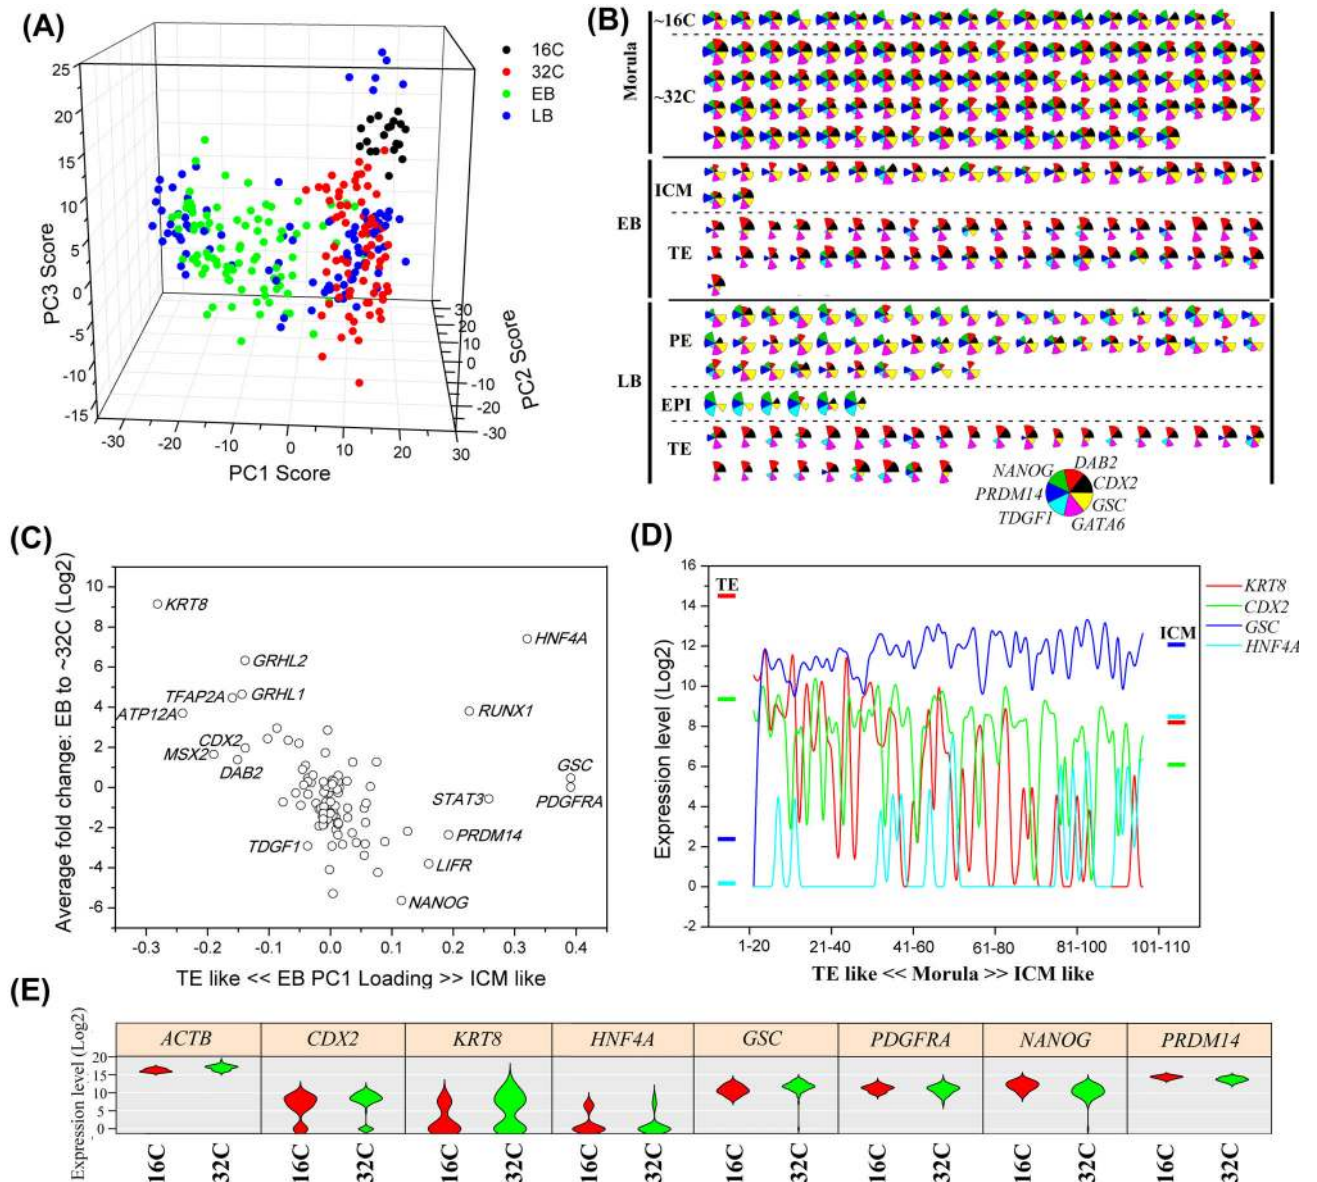 (A)
16C
32C
EB
LB
25
20
15
10
5
0
-5
-10
-15
PC3 Score
-30
-20
-10
0
10
20
30
PC1 Score
30
20
10
0
-10
-20
-30
PC2 Score
(B)
Morula
~16C
~32C
EB
ICM
TE
LB
PE
EPI
TE
NANOG
DAB2
PRDM14
CDX2
TDGF1
GSC
GATA6
(C)
Average fold change: EB to ~32C (Log2)
10
8
6
4
2
0
-2
-4
-6
KRT8
HNF4A
GRHL2
TFAP2A
GRHL1
ATP12A
RUNX1
CDX2
MSX2
DAB2
GSC
STAT3
PDGFRA
TDGF1
PRDM14
LIFR
NANOG
-0.3
-0.2
-0.1
0.0
0.1
0.2
0.3
0.4
TE like << EB PC1 Loading >> ICM like
(D)
Expression level (Log2)
16
14
12
10
8
6
4
2
0
-2
TE
ICM
KRT8
CDX2
GSC
HNF4A
1-20
21-40
41-60
61-80
81-100
101-110
TE like << Morula >> ICM like
(E)
Expression level (Log2)
ACTB
CDX2
KRT8
HNF4A
GSC
PDGFRA
NANOG
PRDM14
20
15
10
5
0
16C
32C
16C
32C
16C
32C
16C
32C
16C
32C
16C
32C
16C
32C
16C
32C